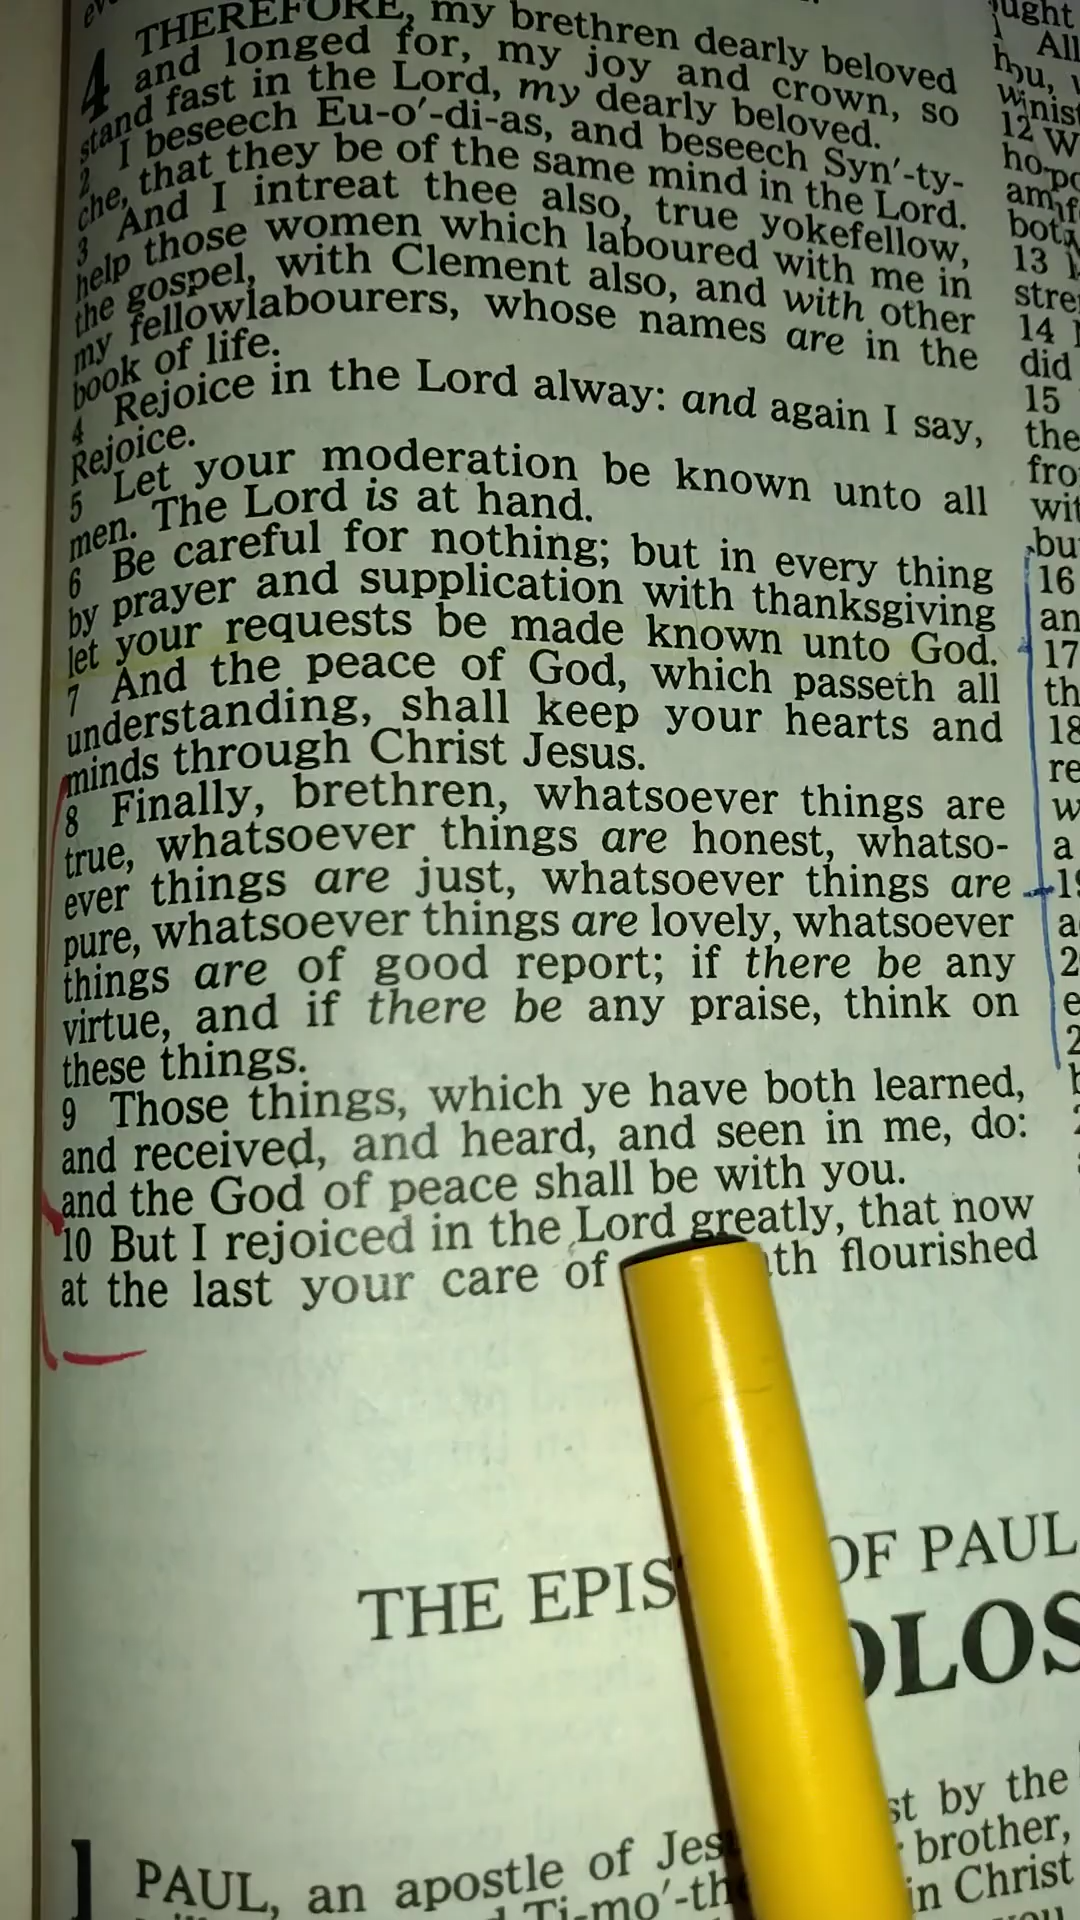 4 THEREFORE, my brethren dearly beloved
and longed for, my joy and crown, so
stand fast in the Lord, my dearly beloved.
2 I beseech Eu-o'-di-as, and beseech Syn'-ty-
che, that they be of the same mind in the Lord.
3 And I intreat thee also, true yokefellow,
help those women which laboured with me in
the gospel, with Clement also, and with other
my fellowlabourers, whose names are in the
book of life.
4 Rejoice in the Lord alway: and again I say,
Rejoice.
5 Let your moderation be known unto all
men. The Lord is at hand.
6 Be careful for nothing; but in every thing
by prayer and supplication with thanksgiving
let your requests be made known unto God.
7 And the peace of God, which passeth all
understanding, shall keep your hearts and
minds through Christ Jesus.
8 Finally, brethren, whatsoever things are
true, whatsoever things are honest, whatso-
ever things are just, whatsoever things are
pure, whatsoever things are lovely, whatsoever
things are of good report; if there be any
virtue, and if there be any praise, think on
these things.
9 Those things, which ye have both learned,
and received, and heard, and seen in me, do:
and the God of peace shall be with you.
10 But I rejoiced in the Lord greatly, that now
at the last your care of flourished
All
12
13
14
did
15
the
16
17
THE OF PAUL
1 PAUL, an apostle of
by the
brother,
in Christ